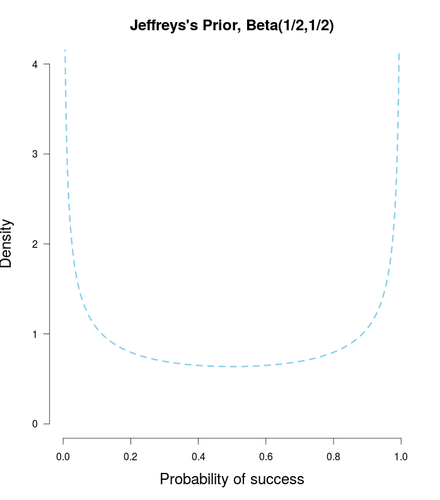 Jeffreys's Prior, Beta(1/2,1/2)
Density
4
3
2
1
0
0.0 0.2 0.4 0.6 0.8 1.0
Probability of success